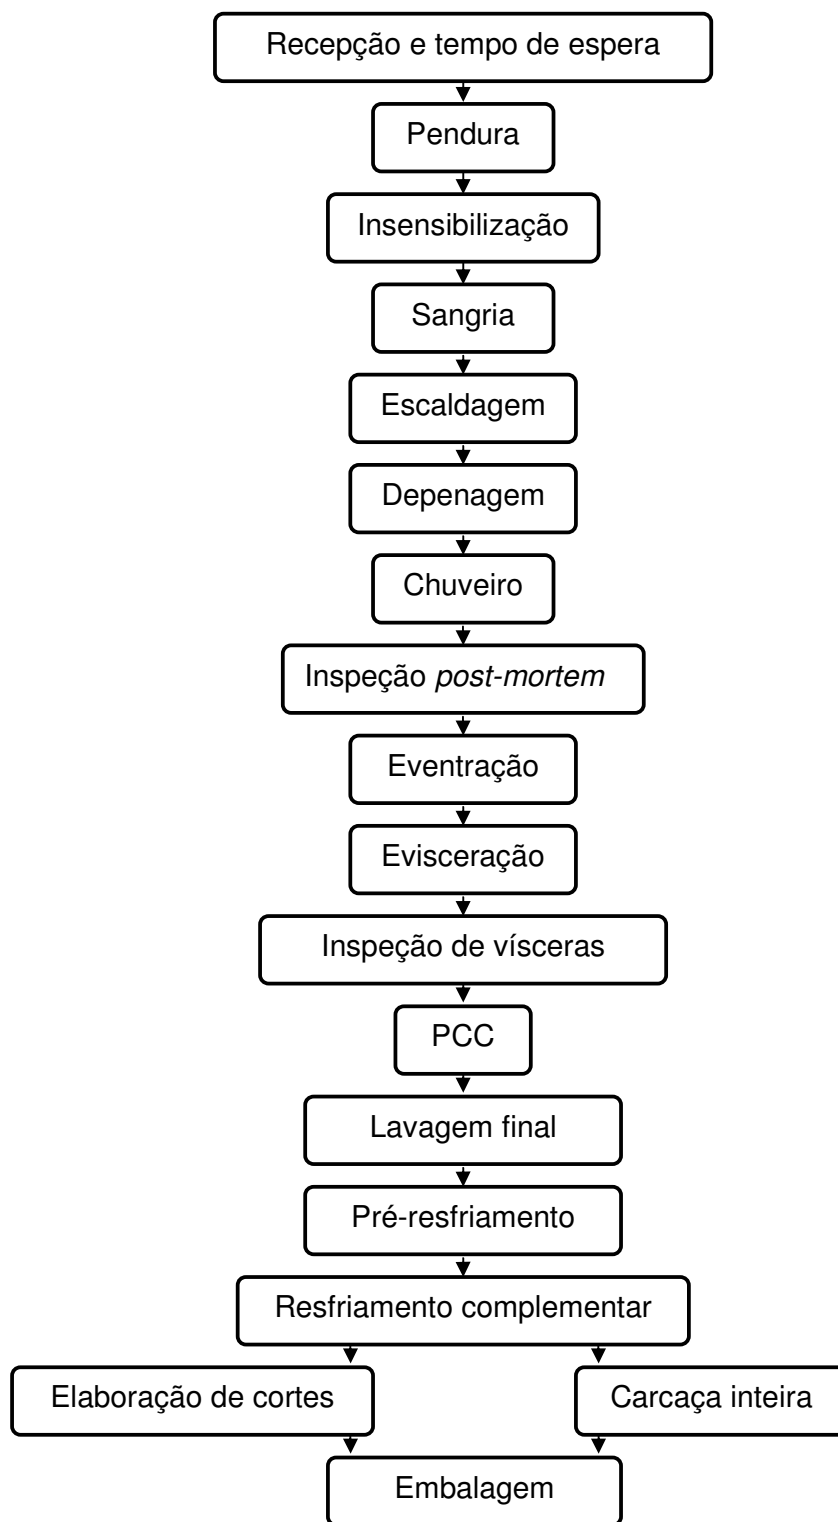 Recepção e tempo de espera
Pendura
Insensibilização
Sangria
Escaldagem
Depenagem
Chuveiro
Inspeção post-mortem
Eventração
Evisceração
Inspeção de vísceras
PCC
Lavagem final
Pré-resfriamento
Resfriamento complementar
Elaboração de cortes
Carcaça inteira
Embalagem